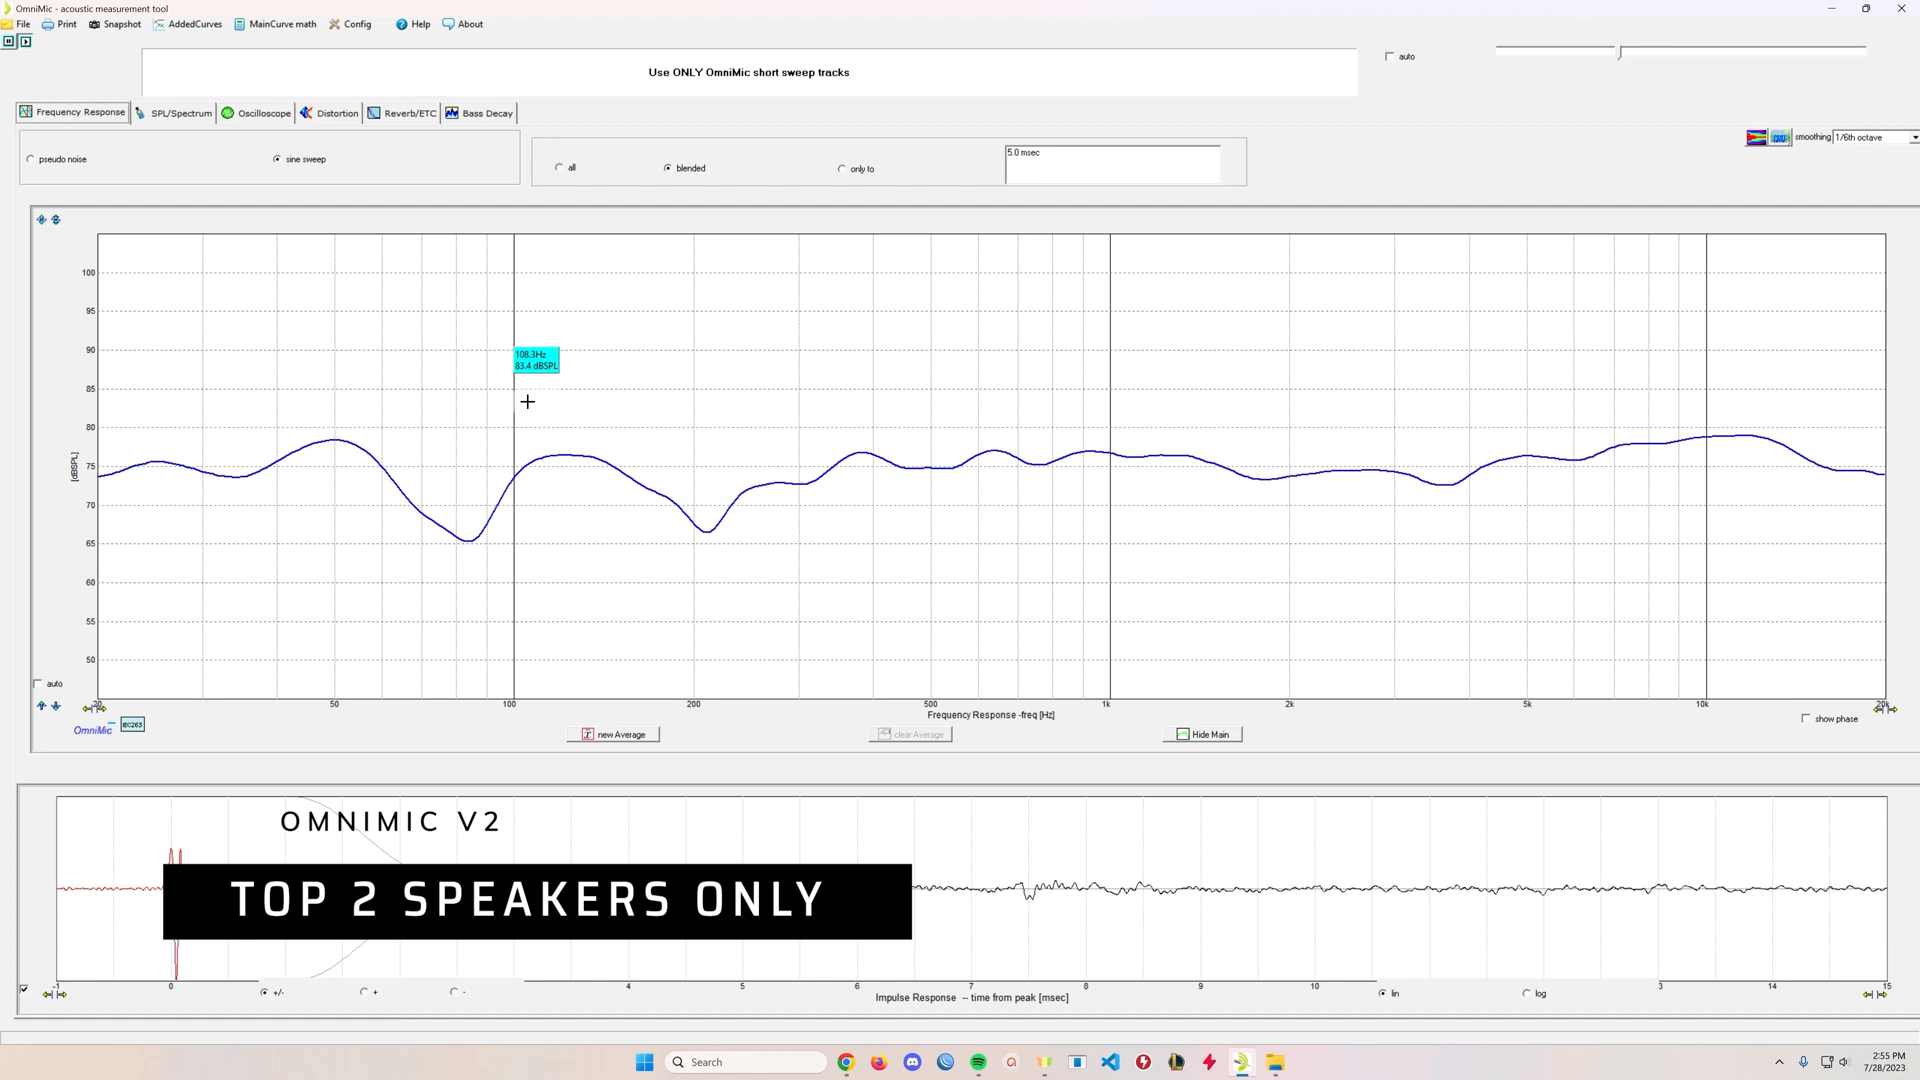 OmniMic - acoustic measurement tool
File Print Snapshot AddedCurves MainCurve math Config Help About
Use ONLY OmniMic short sweep tracks
auto
Frequency Response SPL/Spectrum Oscilloscope Distortion Reverb/ETC Bass Decay
smoothing 1/6th octave
pseudo noise sine sweep all blended only to 5.0 msec
100
95
90
85
80
75
70
65
60
55
50
[dBSPL]
108.3Hz
83.4 dBSPL
auto
20 50 100 200 500 1k 2k 5k 10k 20k
Frequency Response -freq [Hz]
show phase
OmniMic IEC263
new Average clear Average Hide Main
OMNIMIC V2
TOP 2 SPEAKERS ONLY
-1 0 4 5 6 7 8 9 10 3 14 15
+/- + -
Impulse Response -- time from peak [msec]
lin log
Search
2:55 PM
7/28/2023